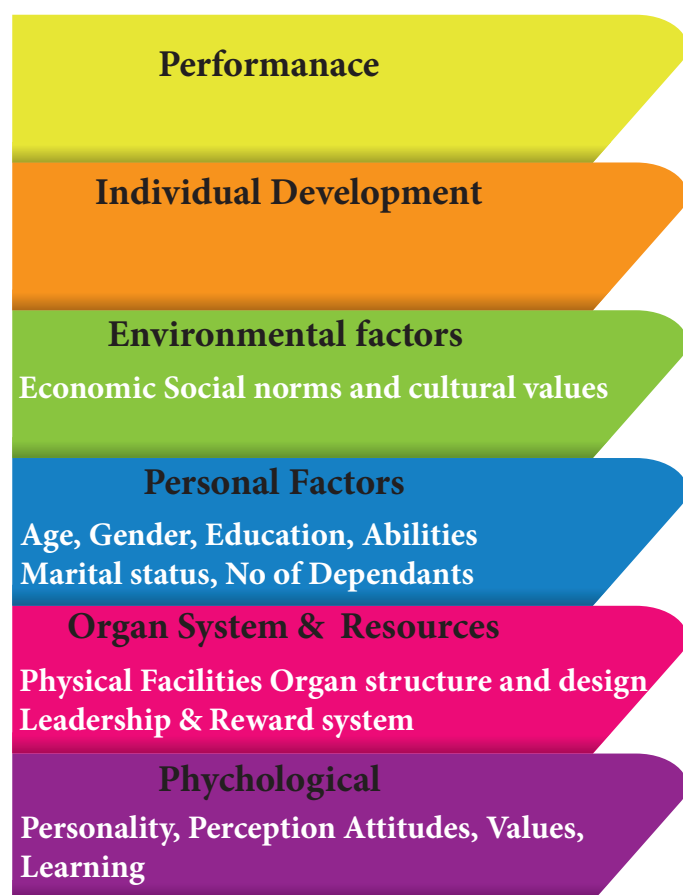 Performanace
Individual Development
Environmental factors
Economic Social norms and cultural values
Personal Factors
Age, Gender, Education, Abilities
Marital status, No of Dependants
Organ System & Resources
Physical Facilities Organ structure and design
Leadership & Reward system
Phychological
Personality, Perception Attitudes, Values,
Learning